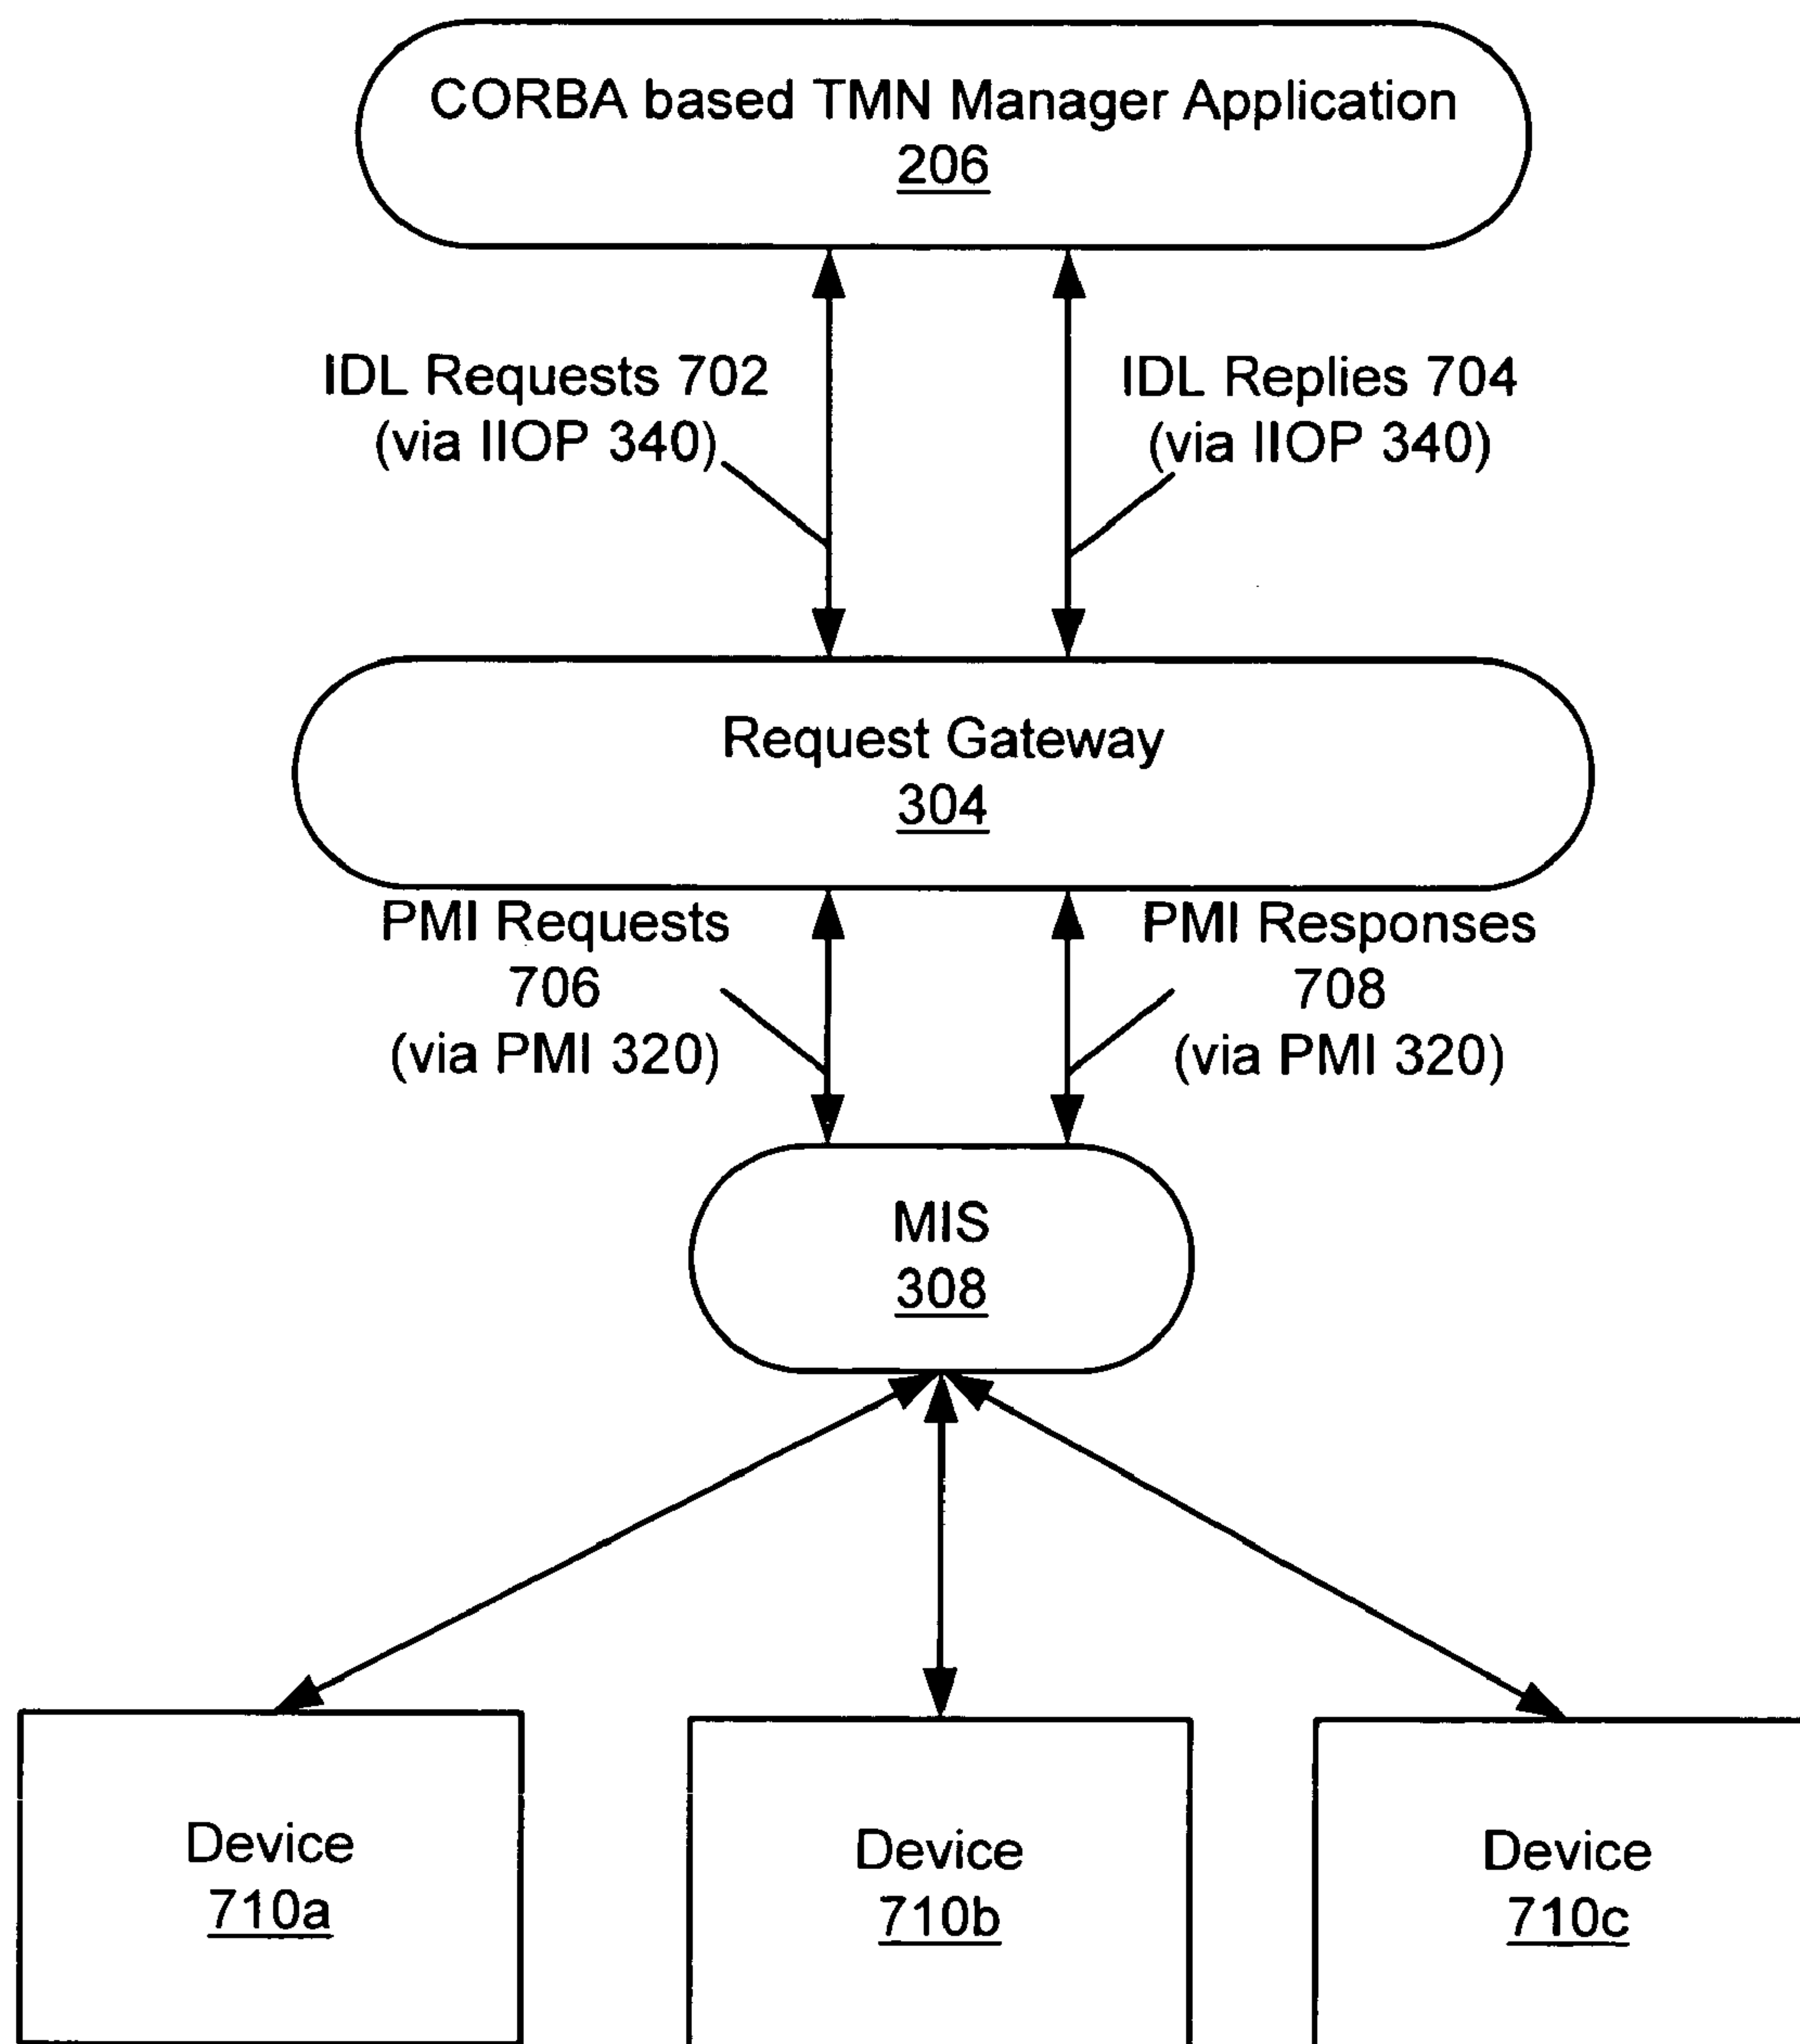 CORBA based TMN Manager Application
206
IDL Requests 702
(via IIOP 340)
IDL Replies 704
(via IIOP 340)
Request Gateway
304
PMI Requests
706
(via PMI 320)
PMI Responses
708
(via PMI 320)
MIS
308
Device
710a
Device
710b
Device
710c